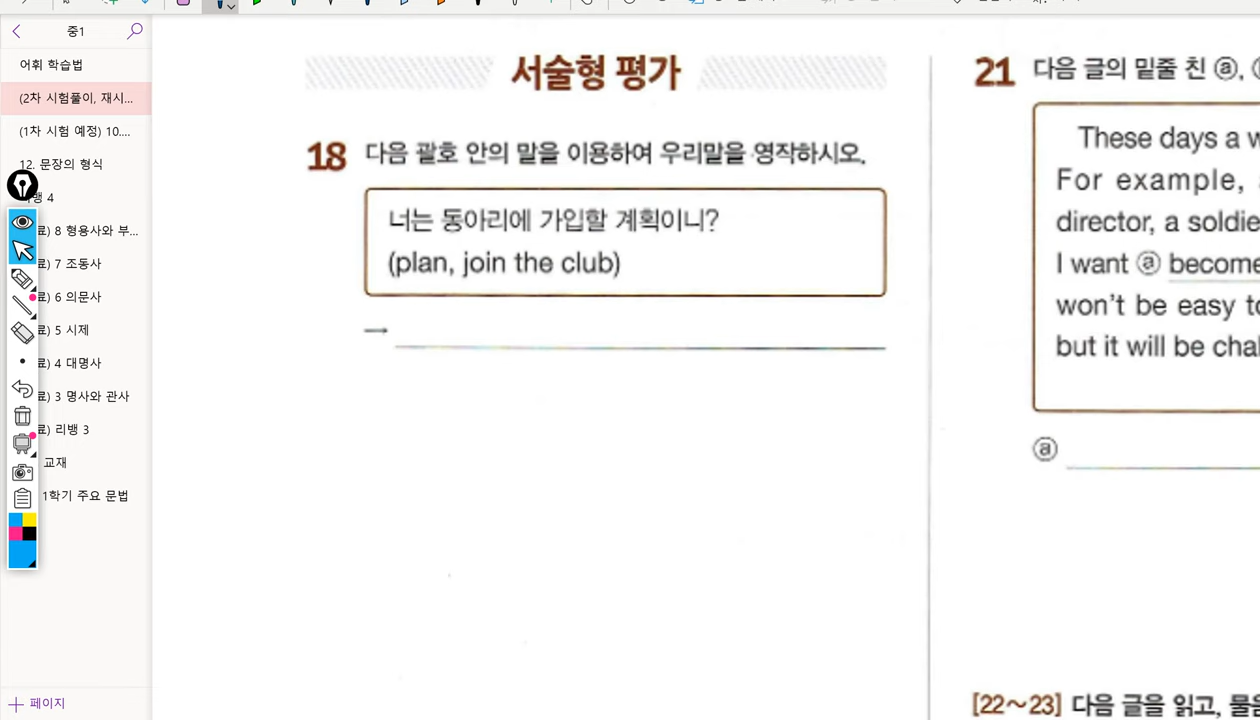 중1
어휘 학습법
(2차 시험풀이, 재시...
(1차 시험 예정) 10....
12. 문장의 형식
뱅 4
료) 8 형용사와 부...
료) 7 조동사
료) 6 의문사
료) 5 시제
료) 4 대명사
료) 3 명사와 관사
료) 리뱅 3
교재
1학기 주요 문법
페이지
서술형 평가
18 다음 괄호 안의 말을 이용하여 우리말을 영작하시오.
너는 동아리에 가입할 계획이니?
(plan, join the club)
→
21 다음 글의 밑줄 친 ⓐ,
These days a
For example,
director, a soldie
I want ⓐ become
won't be easy to
but it will be chal
ⓐ
[22~23] 다음 글을 읽고, 물음